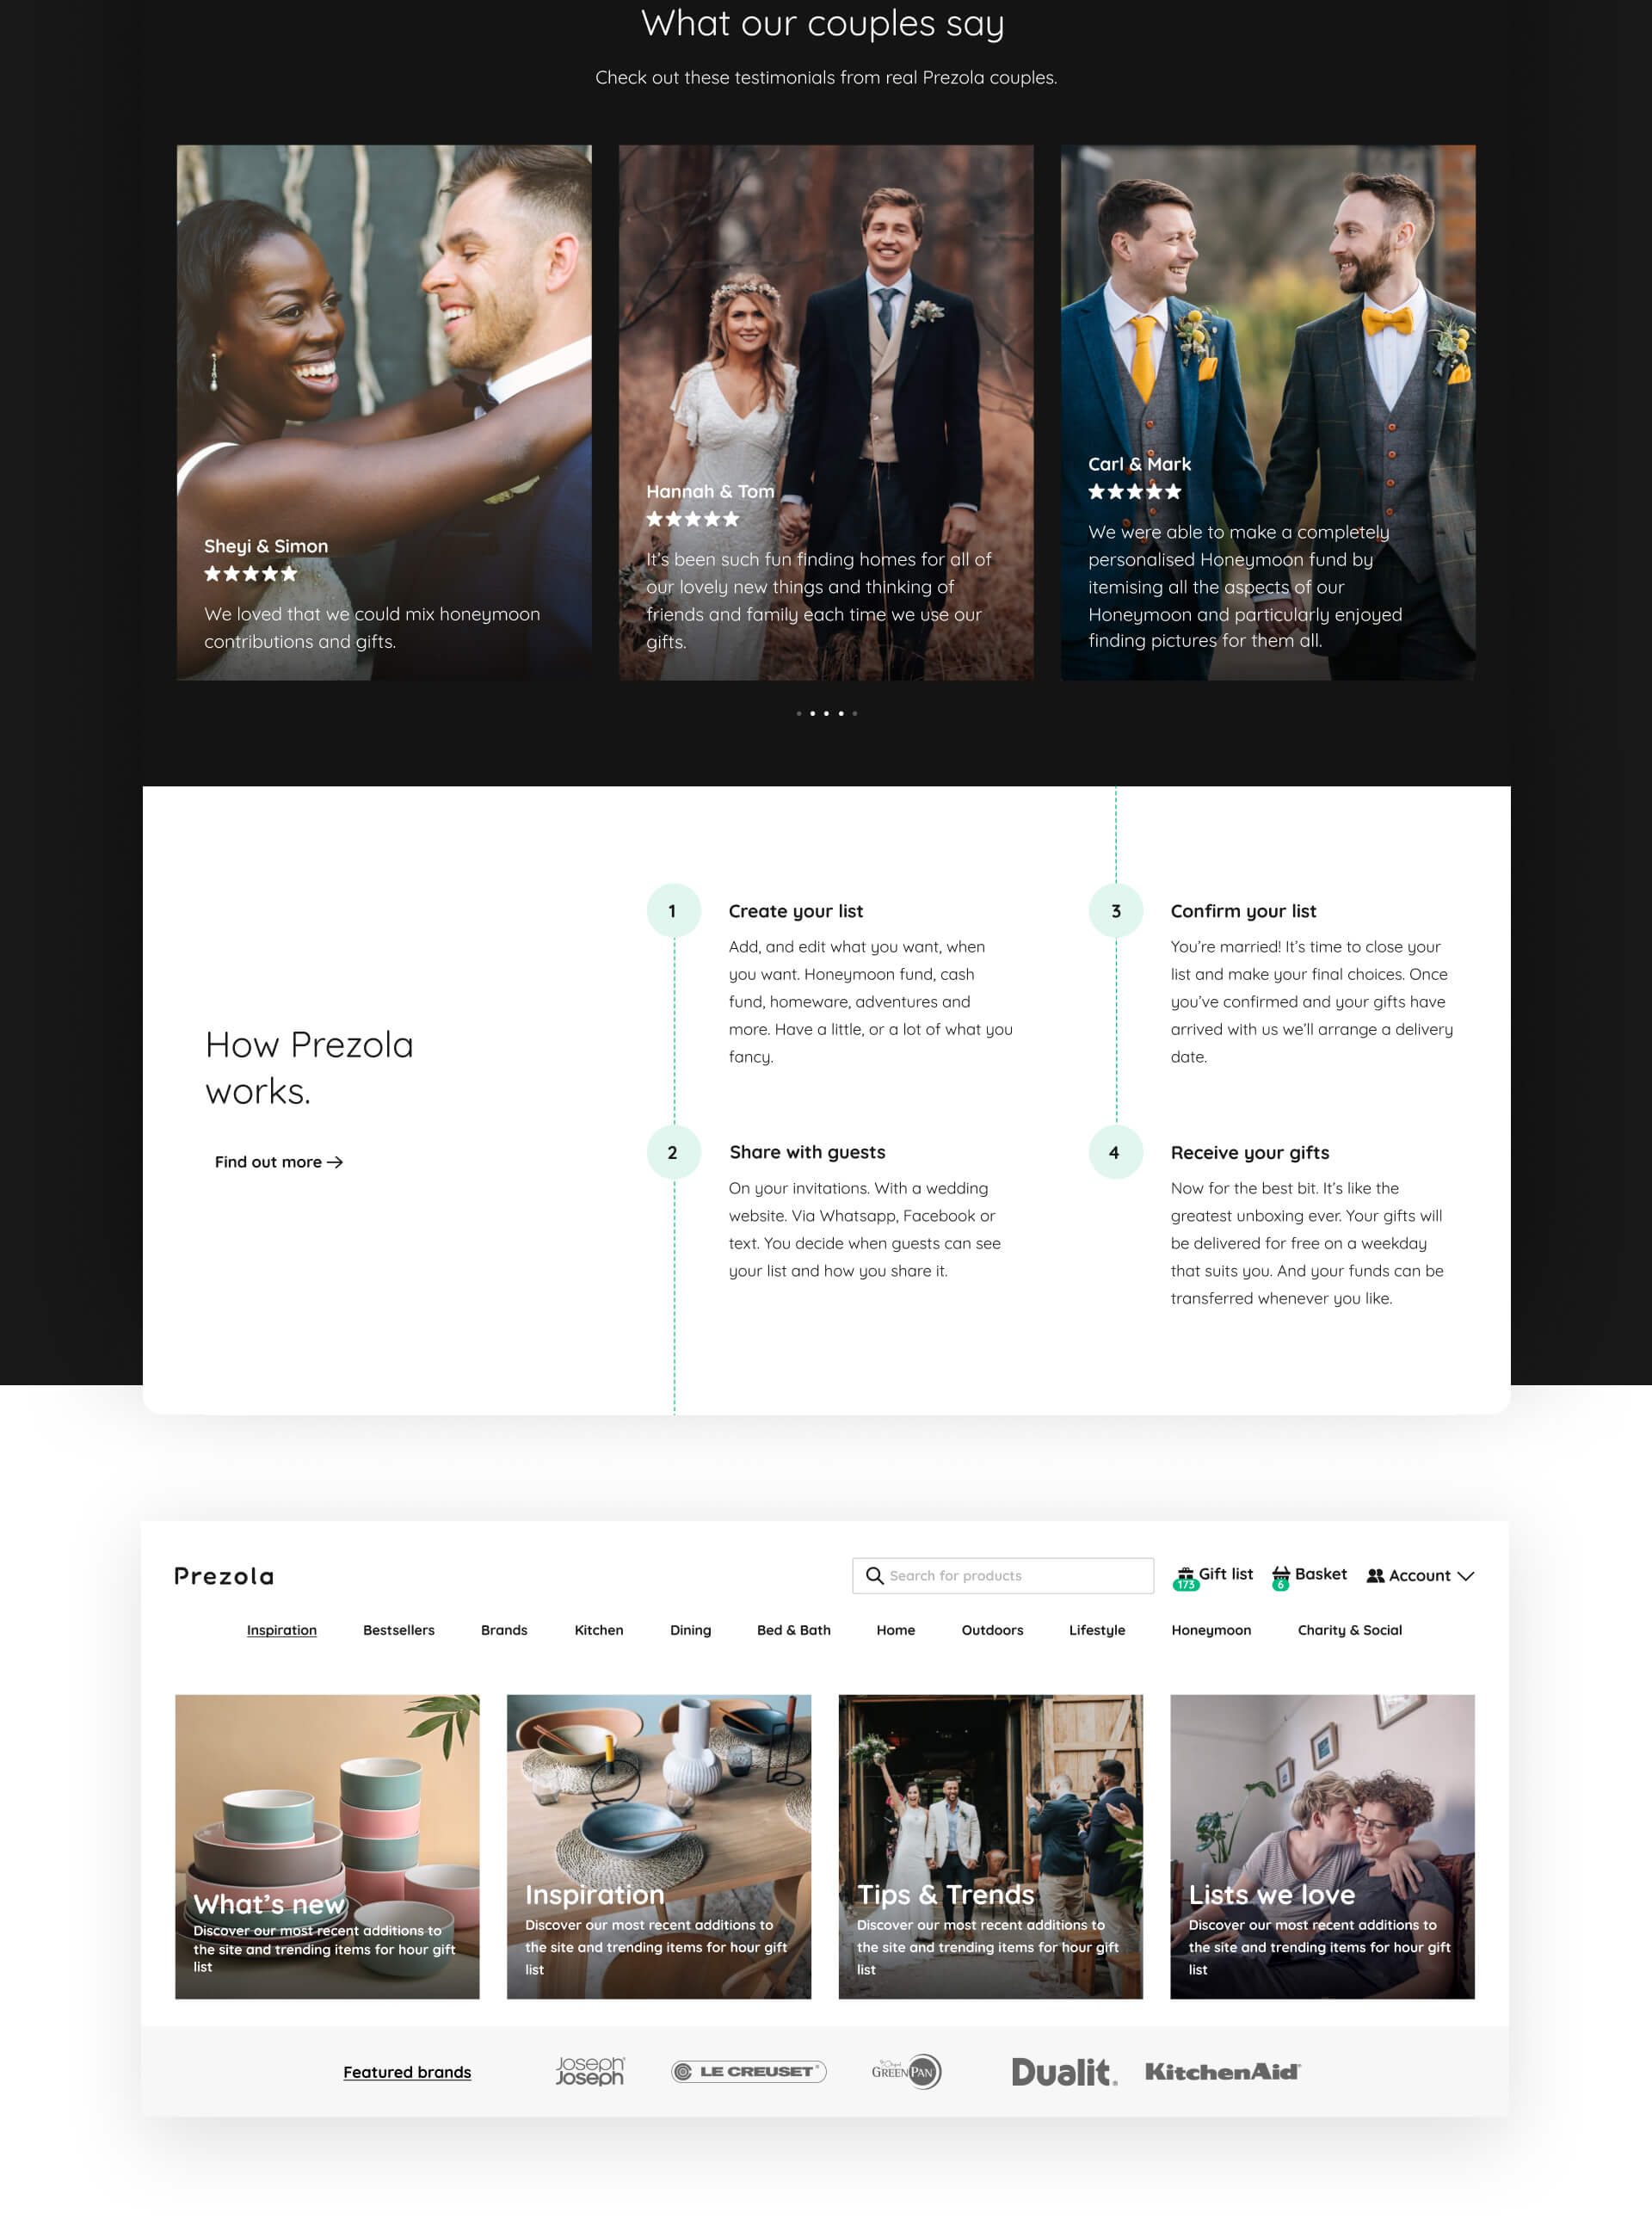 What our couples say
Check out these testimonials from real Prezola couples.
Sheyi & Simon
We loved that we could mix honeymoon
contributions and gifts.
Hannah & Tom
It's been such fun finding homes for all of
our lovely new things and thinking of
friends and family each time we use our
gifts.
Carl & Mark
We were able to make a completely
personalised Honeymoon fund by
itemising all the aspects of our
Honeymoon and particularly enjoyed
finding pictures for them all.
How Prezola
works.
Find out more
1
Create your list
Add, and edit what you want, when
you want. Honeymoon fund, cash
fund, homeware, adventures and
more. Have a little, or a lot of what you
fancy.
2
Share with guests
On your invitations. With a wedding
website. Via Whatsapp, Facebook or
text. You decide when guests can see
your list and how you share it.
3
Confirm your list
You're married! It's time to close your
list and make your final choices. Once
you've confirmed and your gifts have
arrived with us we'll arrange a delivery
date.
4
Receive your gifts
Now for the best bit. It's like the
greatest unboxing ever. Your gifts will
be delivered for free on a weekday
that suits you. And your funds can be
transferred whenever you like.
Prezola
Search for products
Gift list
173
Basket
6
Account
Inspiration Bestsellers Brands Kitchen Dining Bed & Bath Home Outdoors Lifestyle Honeymoon Charity & Social
What's new
Discover our most recent additions to
the site and trending items for hour gift
list
Inspiration
Discover our most recent additions to
the site and trending items for hour gift
list
Tips & Trends
Discover our most recent additions to
the site and trending items for hour gift
list
Lists we love
Discover our most recent additions to
the site and trending items for hour gift
list
Featured brands
Joseph
Joseph
LE CREUSET
The Original
GREENPAN
Dualit
KitchenAid